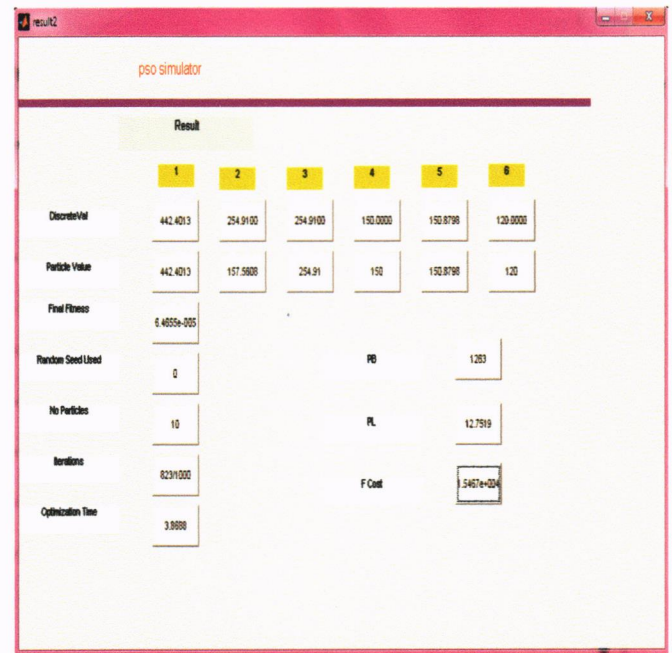 result2
pso simulator
Result
1 2 3 4 5 6
DiscreteVal 442.4013 254.9100 254.9100 150.0000 150.8798 120.0000
Particle Value 442.4013 157.5608 254.91 150 150.8798 120
Final Fitness 6.4655e-005
Random Seed Used 0 PB 1263
No Particles 10 PL 12.7519
Iterations 823/1000 F Cost 1.5467e+004
Optimization Time 3.8688